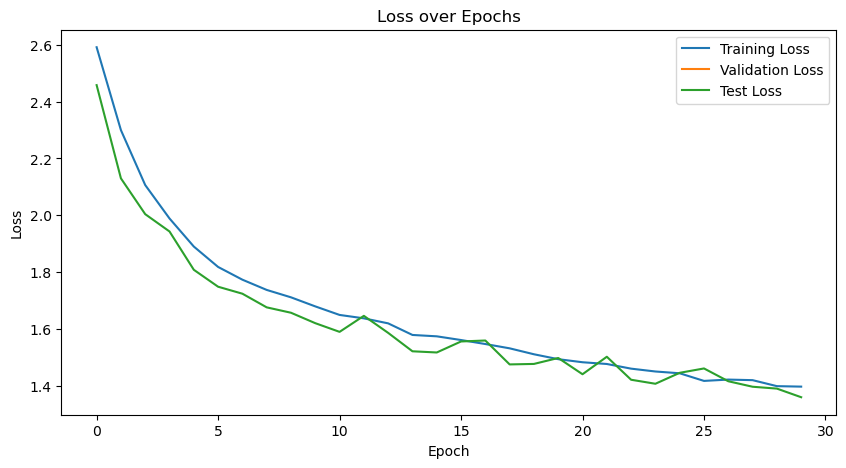 Loss over Epochs
Training Loss
Validation Loss
Test Loss
2.6
2.4
2.2
2.0
1.8
1.6
1.4
Loss
0
5
10
15
20
25
30
Epoch